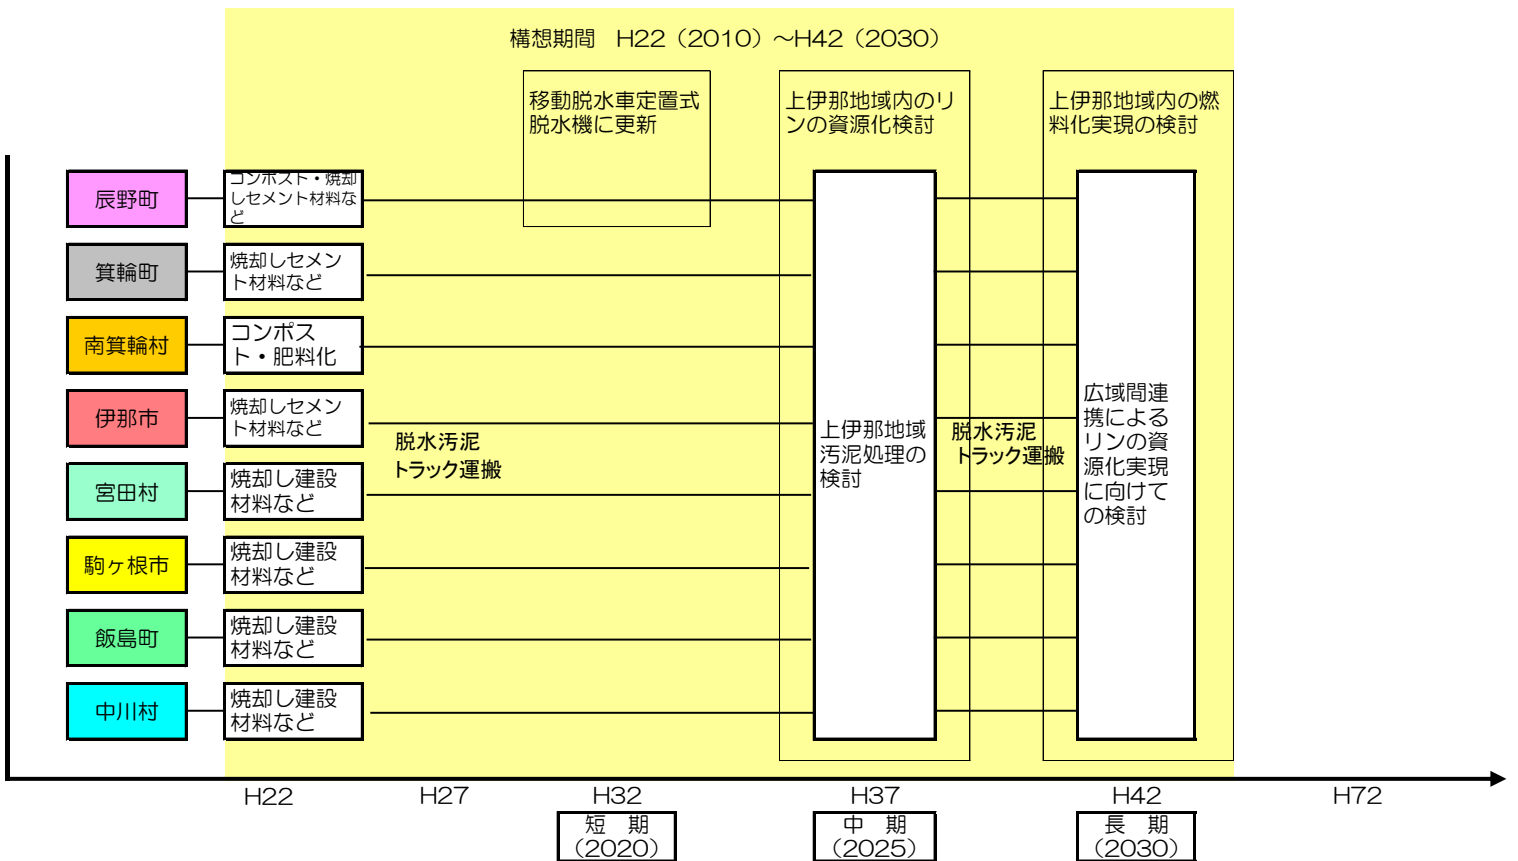 構想期間　H22（2010）～H42（2030）
移動脱水車定置式
脱水機に更新
上伊那地域内のリ
ンの資源化検討
上伊那地域内の燃
料化実現の検討
辰野町
コンポスト・焼却
しセメント材料な
ど
箕輪町
焼却しセメン
ト材料など
南箕輪村
コンポス
ト・肥料化
伊那市
焼却しセメン
ト材料など
宮田村
焼却し建設
材料など
駒ヶ根市
焼却し建設
材料など
飯島町
焼却し建設
材料など
中川村
焼却し建設
材料など
脱水汚泥
トラック運搬
上伊那地域
汚泥処理の
検討
脱水汚泥
トラック運搬
広域間連
携による
リンの資
源化実現
に向けて
の検討
H22
H27
H32
H37
H42
H72
短　期
（2020）
中　期
（2025）
長　期
（2030）